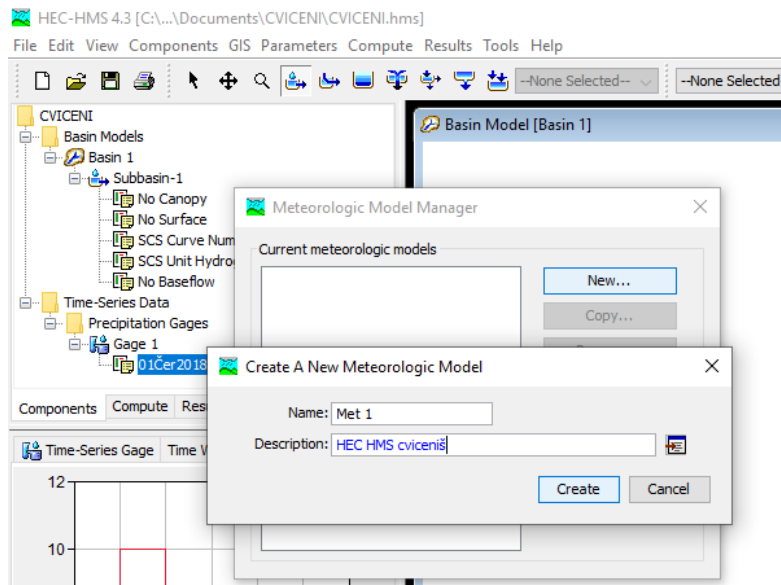 HEC-HMS 4.3 [C:\...\Documents\CVICENI\CVICENI.hms]
File Edit View Components GIS Parameters Compute Results Tools Help
--None Selected-- --None Selected
CVICENI
Basin Models
Basin 1
Subbasin-1
No Canopy
No Surface
SCS Curve Num
SCS Unit Hydro
No Baseflow
Time-Series Data
Precipitation Gages
Gage 1
01Čer2018
Components Compute Res
Time-Series Gage Time
12
10
Basin Model [Basin 1]
Meteorologic Model Manager
Current meteorologic models
New...
Copy...
Create A New Meteorologic Model
Name: Met 1
Description: HEC HMS cviceniš
Create Cancel